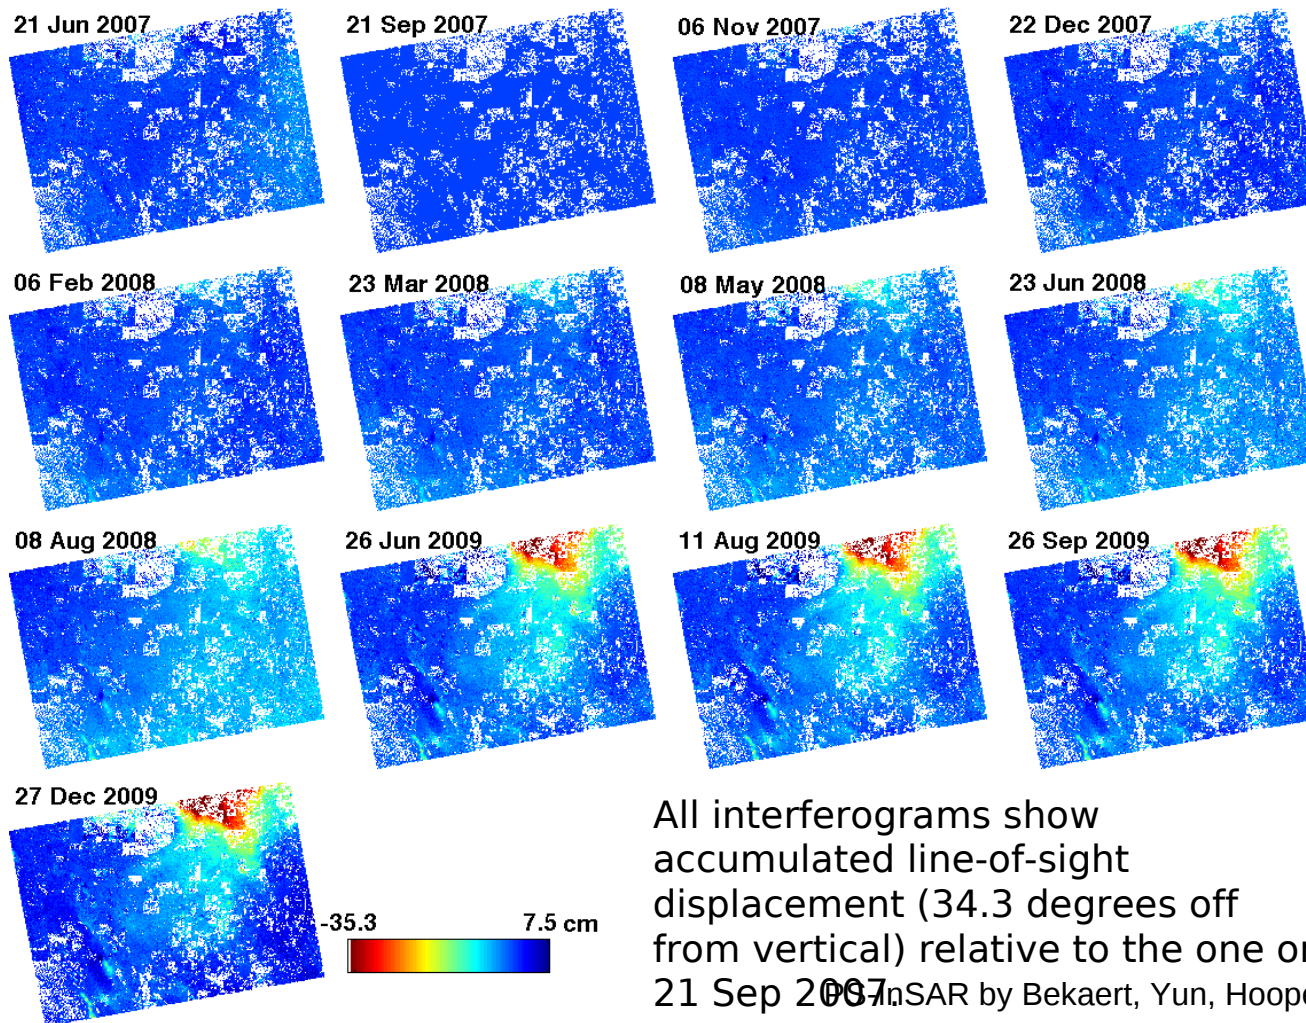 21 Jun 2007
21 Sep 2007
06 Nov 2007
22 Dec 2007
06 Feb 2008
23 Mar 2008
08 May 2008
23 Jun 2008
08 Aug 2008
26 Jun 2009
11 Aug 2009
26 Sep 2009
27 Dec 2009
-35.3
7.5 cm
All interferograms show
accumulated line-of-sight
displacement (34.3 degrees off
from vertical) relative to the one
21 Sep 2007.
by Bekaert, Yun,